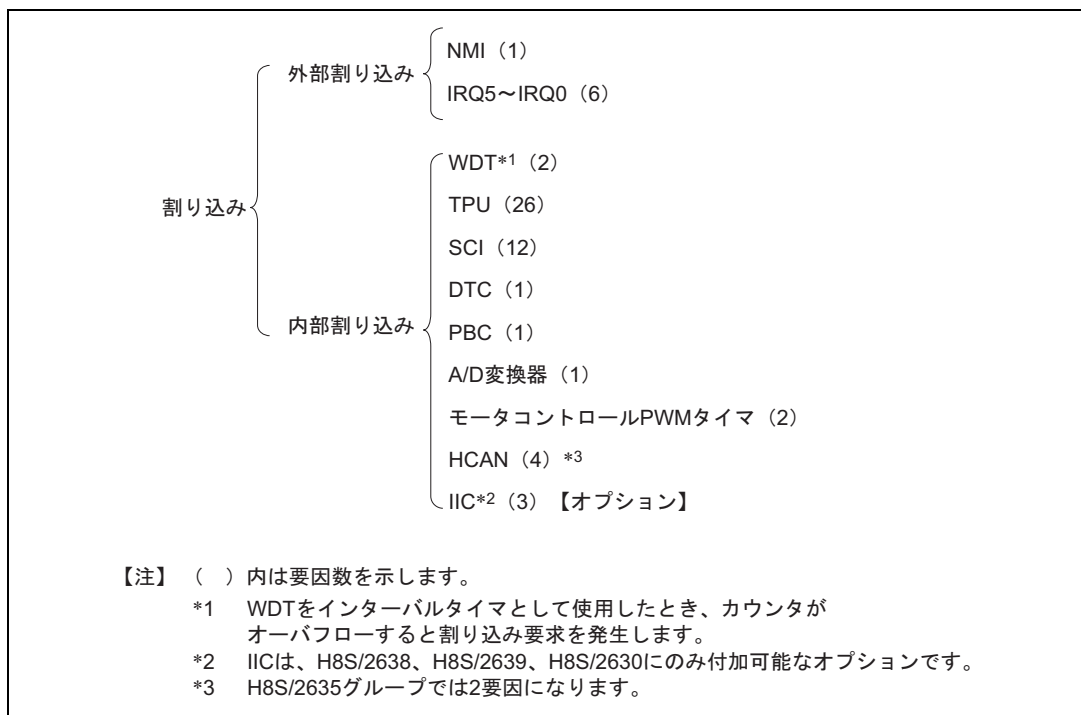 外部割り込み
NMI（1）
IRQ5～IRQ0（6）
割り込み
内部割り込み
WDT*1（2）
TPU（26）
SCI（12）
DTC（1）
PBC（1）
A/D変換器（1）
モータコントロールPWMタイマ（2）
HCAN（4）*3
IIC*2（3）【オプション】
【注】（　）内は要因数を示します。
*1 WDTをインターバルタイマとして使用したとき、カウンタが
オーバフローすると割り込み要求を発生します。
*2 IICは、H8S/2638、H8S/2639、H8S/2630にのみ付加可能なオプションです。
*3 H8S/2635グループでは2要因になります。